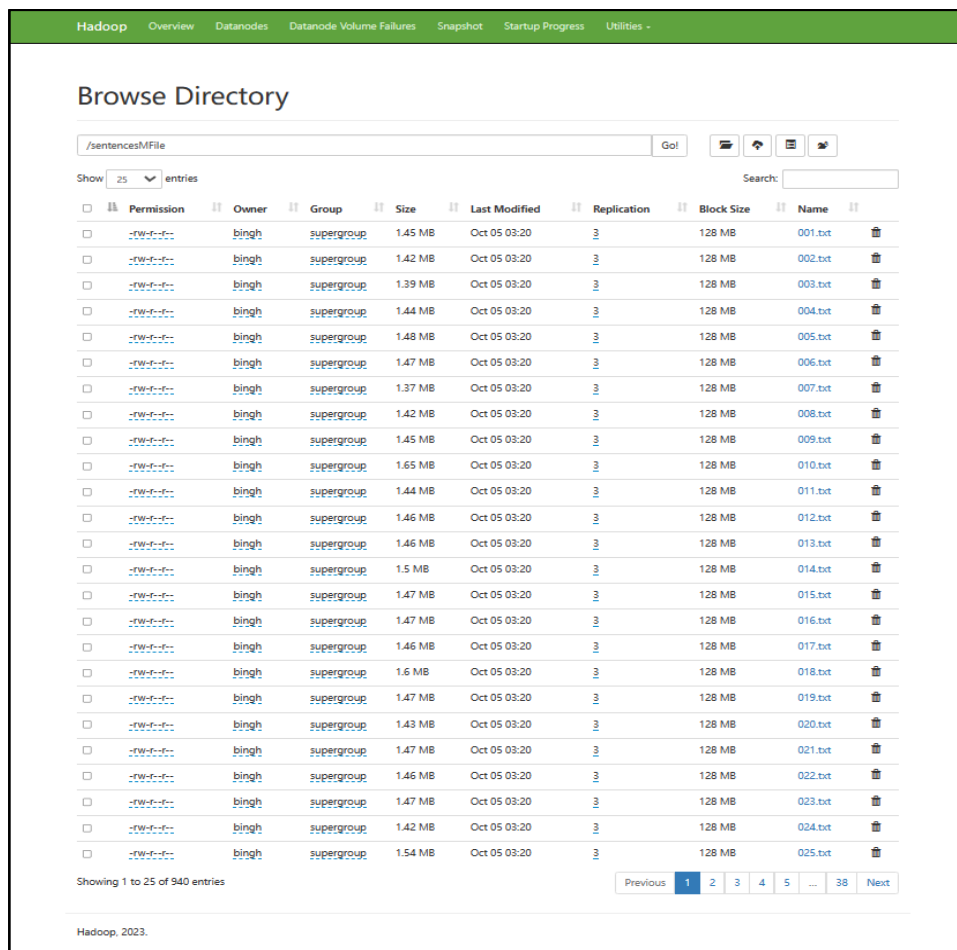 Hadoop Overview Datanodes Datanode Volume Failures Snapshot Startup Progress Utilities
Browse Directory
/sentencesMFile Go!
Show 25 entries Search:
Permission Owner Group Size Last Modified Replication Block Size Name
-rw-r--r-- bingh supergroup 1.45 MB Oct 05 03:20 3 128 MB 001.txt
-rw-r--r-- bingh supergroup 1.42 MB Oct 05 03:20 3 128 MB 002.txt
-rw-r--r-- bingh supergroup 1.39 MB Oct 05 03:20 3 128 MB 003.txt
-rw-r--r-- bingh supergroup 1.44 MB Oct 05 03:20 3 128 MB 004.txt
-rw-r--r-- bingh supergroup 1.48 MB Oct 05 03:20 3 128 MB 005.txt
-rw-r--r-- bingh supergroup 1.47 MB Oct 05 03:20 3 128 MB 006.txt
-rw-r--r-- bingh supergroup 1.37 MB Oct 05 03:20 3 128 MB 007.txt
-rw-r--r-- bingh supergroup 1.42 MB Oct 05 03:20 3 128 MB 008.txt
-rw-r--r-- bingh supergroup 1.45 MB Oct 05 03:20 3 128 MB 009.txt
-rw-r--r-- bingh supergroup 1.65 MB Oct 05 03:20 3 128 MB 010.txt
-rw-r--r-- bingh supergroup 1.44 MB Oct 05 03:20 3 128 MB 011.txt
-rw-r--r-- bingh supergroup 1.46 MB Oct 05 03:20 3 128 MB 012.txt
-rw-r--r-- bingh supergroup 1.46 MB Oct 05 03:20 3 128 MB 013.txt
-rw-r--r-- bingh supergroup 1.5 MB Oct 05 03:20 3 128 MB 014.txt
-rw-r--r-- bingh supergroup 1.47 MB Oct 05 03:20 3 128 MB 015.txt
-rw-r--r-- bingh supergroup 1.47 MB Oct 05 03:20 3 128 MB 016.txt
-rw-r--r-- bingh supergroup 1.46 MB Oct 05 03:20 3 128 MB 017.txt
-rw-r--r-- bingh supergroup 1.6 MB Oct 05 03:20 3 128 MB 018.txt
-rw-r--r-- bingh supergroup 1.47 MB Oct 05 03:20 3 128 MB 019.txt
-rw-r--r-- bingh supergroup 1.43 MB Oct 05 03:20 3 128 MB 020.txt
-rw-r--r-- bingh supergroup 1.47 MB Oct 05 03:20 3 128 MB 021.txt
-rw-r--r-- bingh supergroup 1.46 MB Oct 05 03:20 3 128 MB 022.txt
-rw-r--r-- bingh supergroup 1.47 MB Oct 05 03:20 3 128 MB 023.txt
-rw-r--r-- bingh supergroup 1.42 MB Oct 05 03:20 3 128 MB 024.txt
-rw-r--r-- bingh supergroup 1.54 MB Oct 05 03:20 3 128 MB 025.txt
Showing 1 to 25 of 940 entries Previous 1 2 3 4 5 ... 38 Next
Hadoop, 2023.